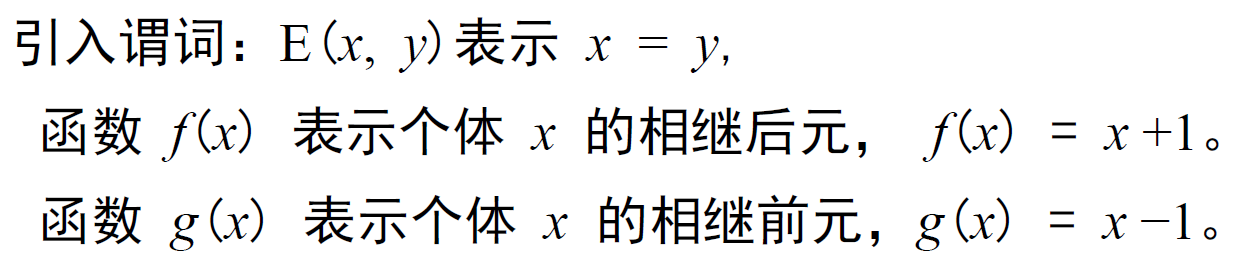 引入谓词：E(x, y)表示 x = y,
函数 f(x) 表示个体 x 的相继后元， f(x) = x +1。
函数 g(x) 表示个体 x 的相继前元，g(x) = x −1。